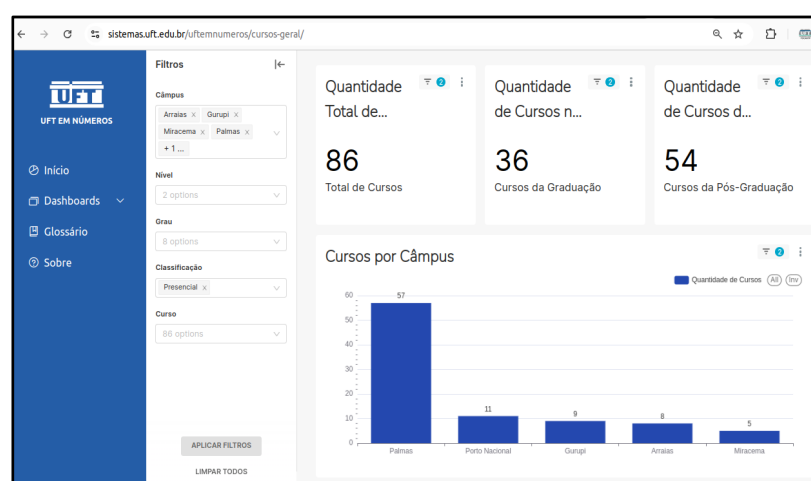 sistemas.uft.edu.br/uftemnumeros/cursos-geral/
UFT
UFT EM NÚMEROS
Início
Dashboards
Glossário
Sobre
Filtros
Câmpus
Arraias x Gurupi x
Miracema x Palmas x
+ 1 ...
Nível
2 options
Grau
8 options
Classificação
Presencial x
Curso
86 options
APLICAR FILTROS
LIMPAR TODOS
Quantidade
Total de...
2
86
Total de Cursos
Quantidade
de Cursos n...
2
36
Cursos da Graduação
Quantidade
de Cursos d...
2
54
Cursos da Pós-Graduação
Cursos por Câmpus
2
Quantidade de Cursos All Inv
60
50
40
30
20
10
0
57
11
9
8
5
Palmas Porto Nacional Gurupi Arraias Miracema